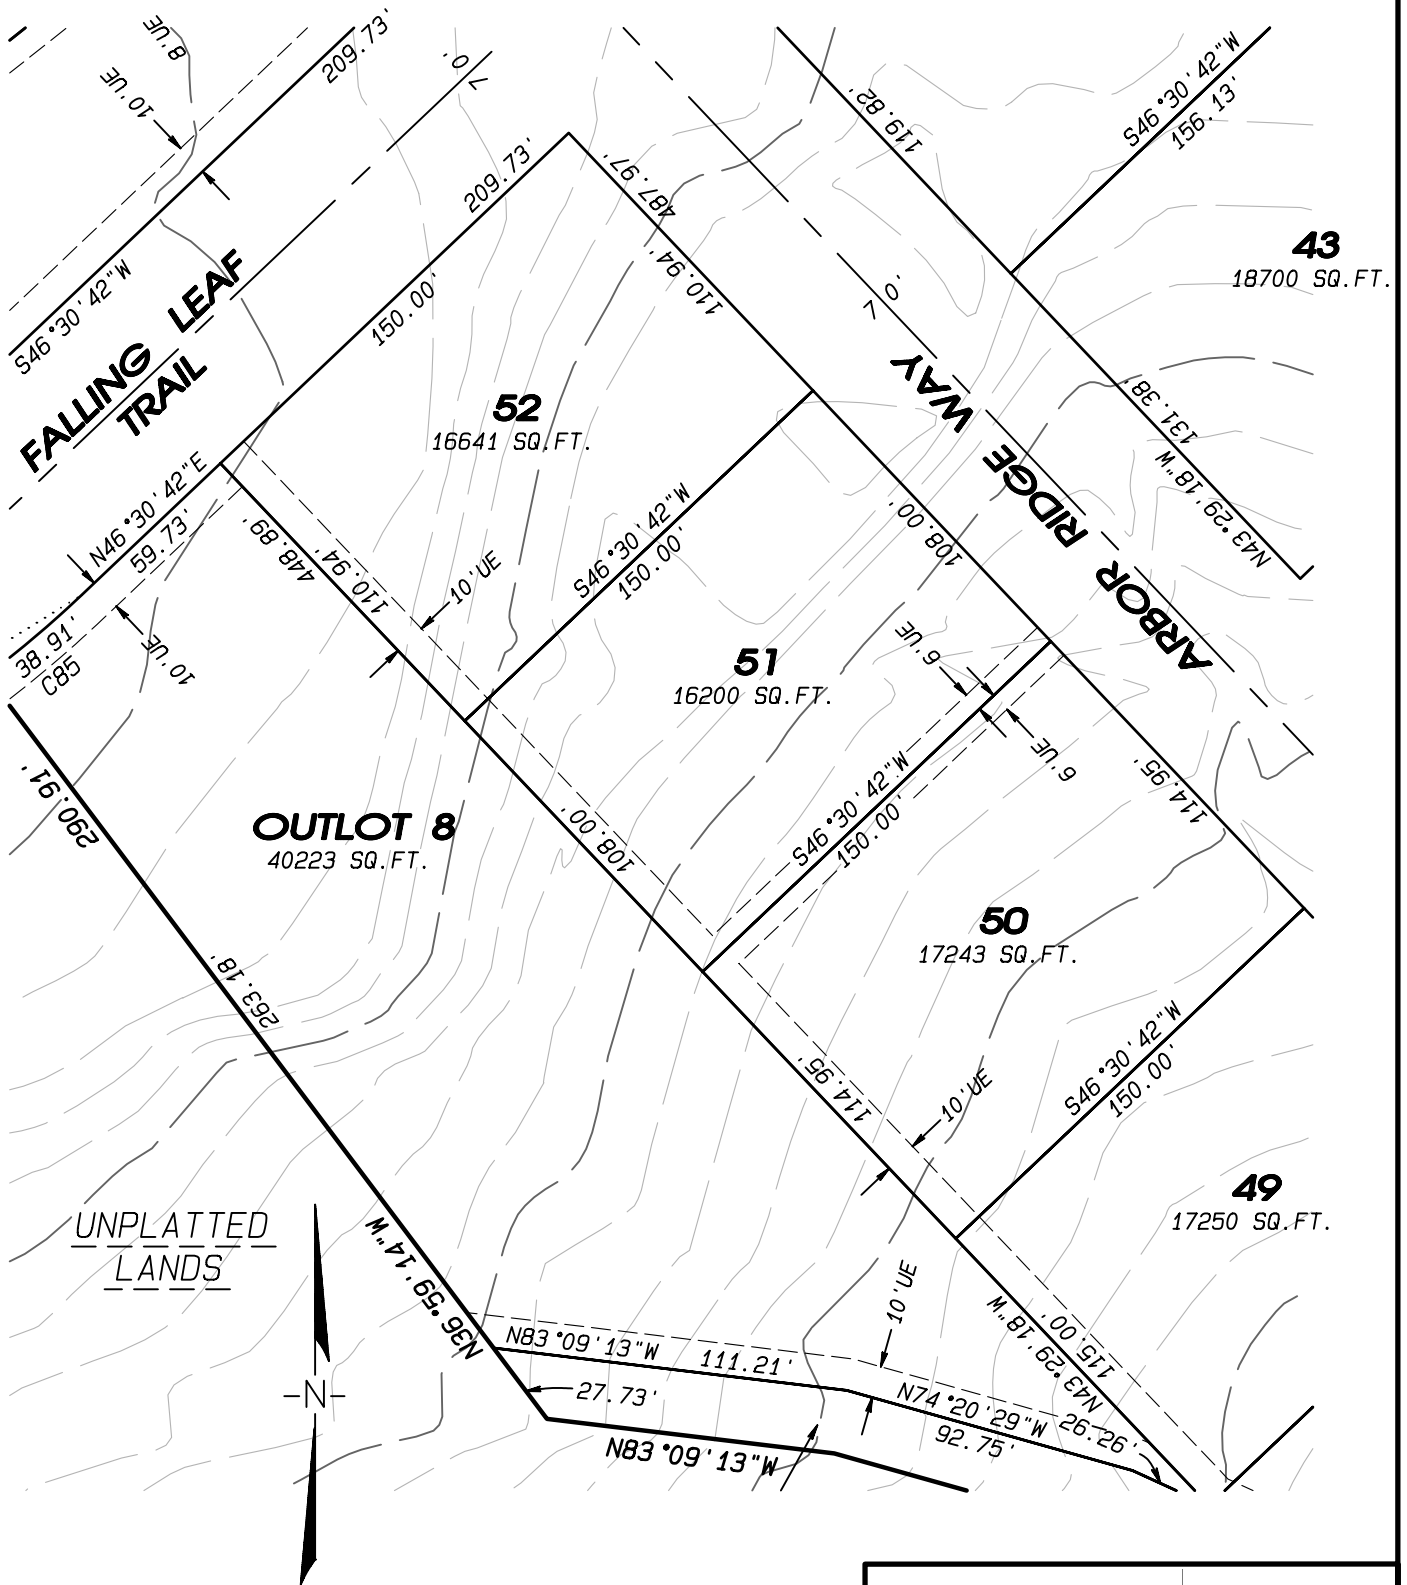 8'UE
10'UE
209.73'
70'
S46°30'42"W
FALLING LEAF
TRAIL
209.73'
150.00'
487.97'
110.94'
119.82'
S46°30'42"W
156.13'
43
18700 SQ.FT.
70'
ARBOR RIDGE WAY
131.38'
N43°29'18"W
52
16641 SQ.FT.
N46°30'42"E
59.73'
38.91'
C85
10'UE
448.89'
110.94'
10'UE
S46°30'42"W
150.00'
108.00'
51
16200 SQ.FT.
6'UE
6'UE
S46°30'42"W
150.00'
114.95'
290.91'
OUTLOT 8
40223 SQ.FT.
108.00'
263.18'
50
17243 SQ.FT.
S46°30'42"W
150.00'
114.95'
10'UE
49
17250 SQ.FT.
UNPLATTED
LANDS
N36°59'14"W
10'UE
N43°29'18"W
115.00'
N83°09'13"W 111.21'
27.73'
N74°20'29"W
92.75'
26.26'
N83°09'13"W
-N-